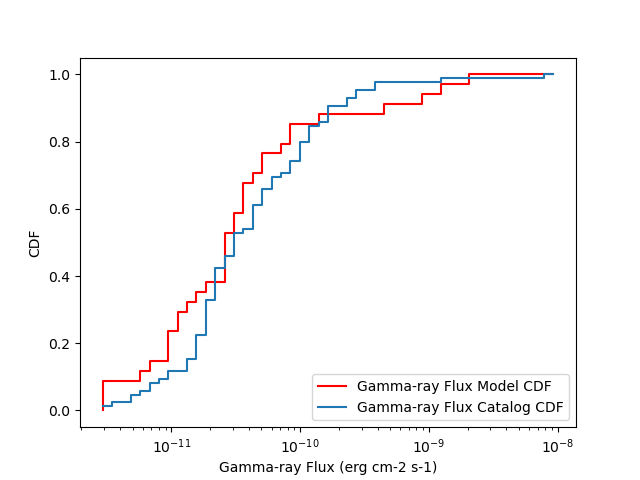 1.0
0.8
0.6
0.4
0.2
0.0
CDF
10⁻¹¹
10⁻¹⁰
10⁻⁹
10⁻⁸
Gamma-ray Flux (erg cm-2 s-1)
Gamma-ray Flux Model CDF
Gamma-ray Flux Catalog CDF